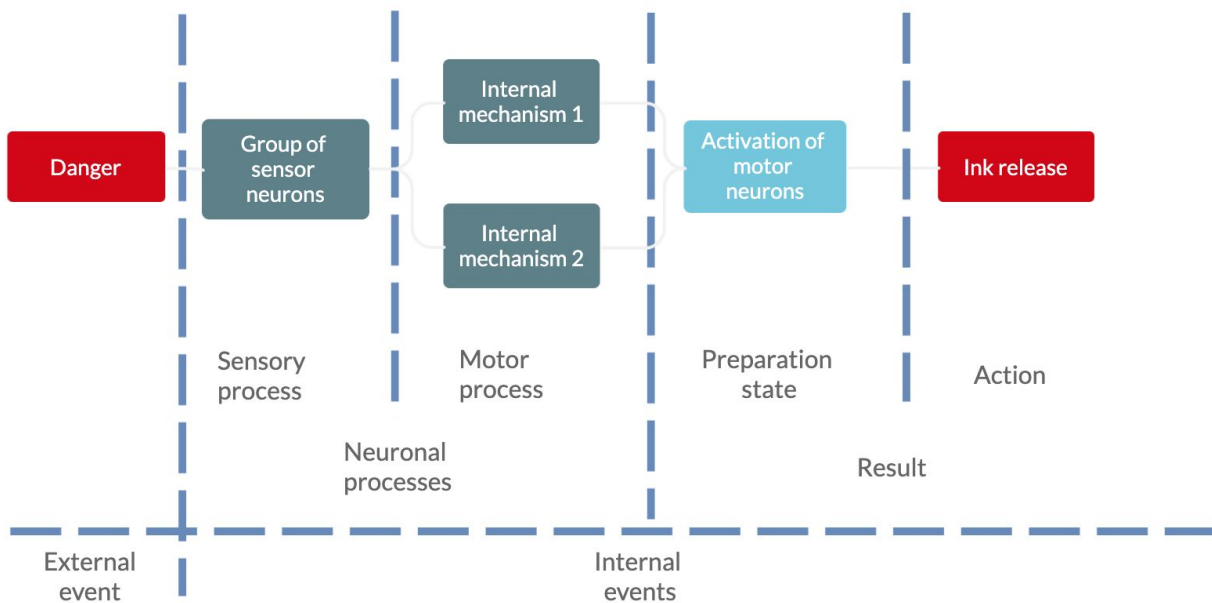 Danger
Group of
sensor
neurons
Internal
mechanism 1
Internal
mechanism 2
Activation of
motor
neurons
Ink release
Sensory
process
Motor
process
Preparation
state
Action
Neuronal
processes
Result
External
event
Internal
events